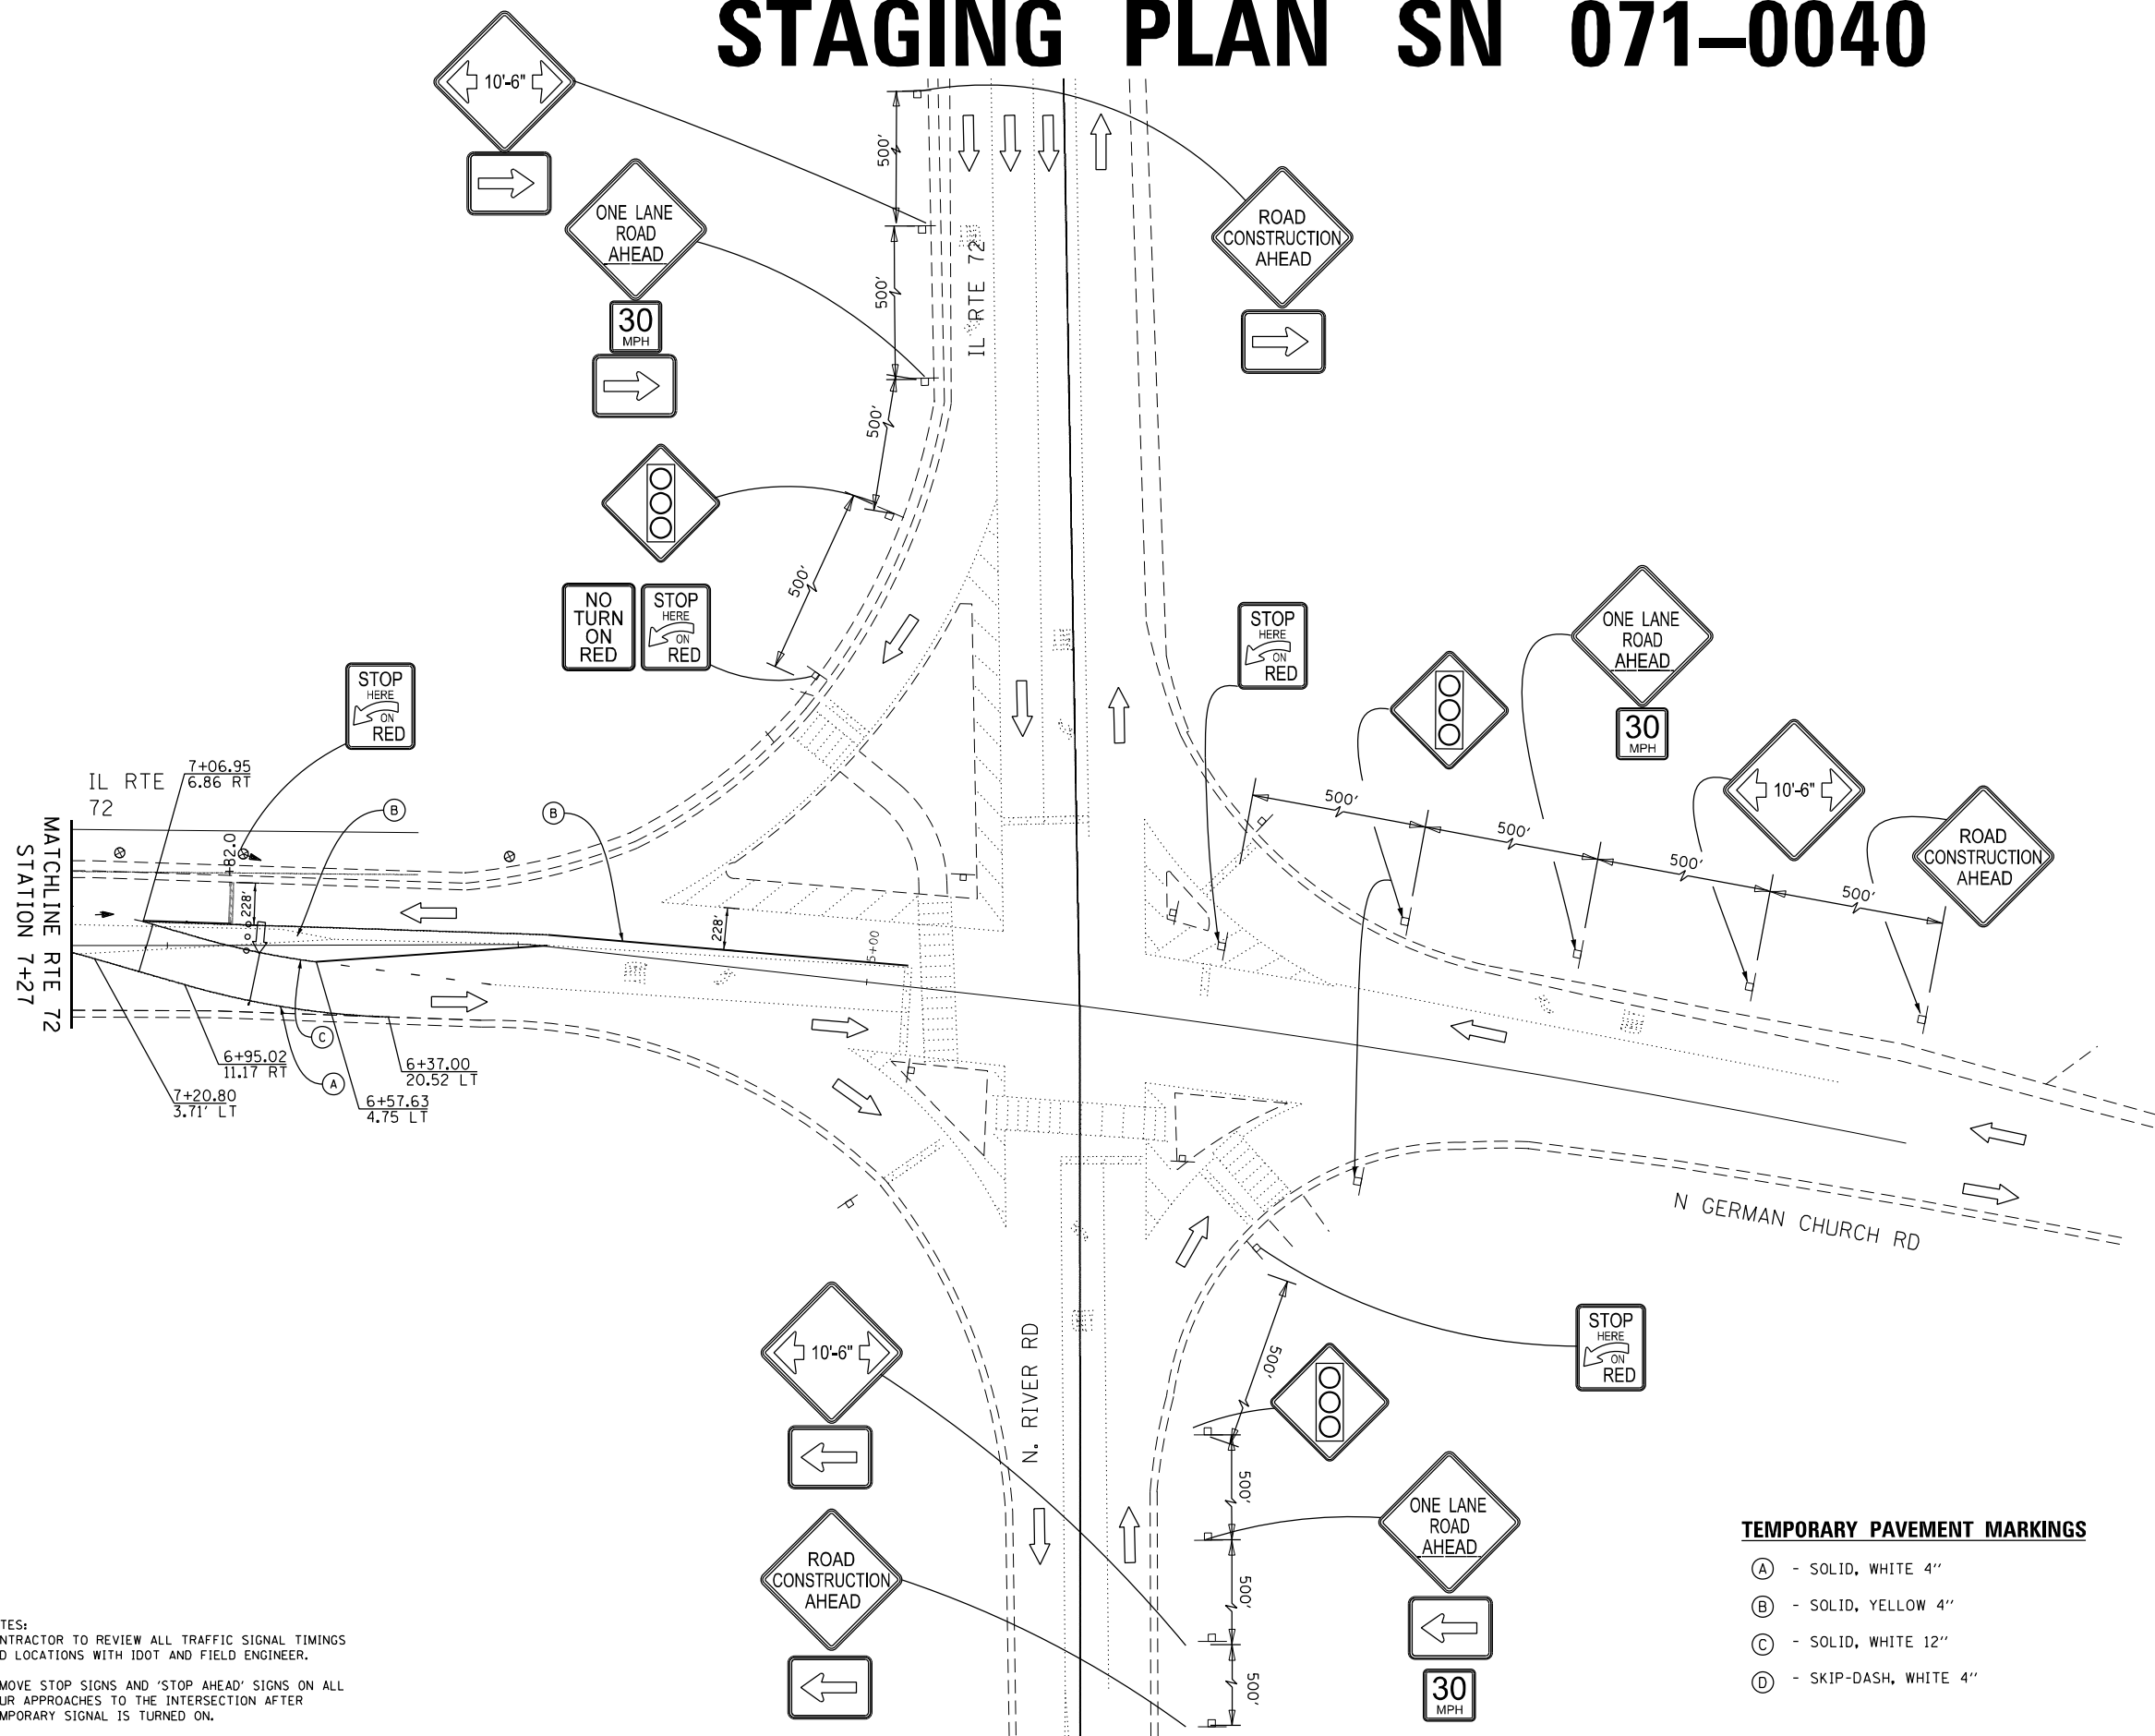 STAGING PLAN SN 071-0040
10'-6"
ONE LANE
ROAD
AHEAD
30
MPH
500'
500'
500'
500'
IL RTE 72
ROAD
CONSTRUCTION
AHEAD
NO
TURN
ON
RED
STOP
HERE
ON
RED
STOP
HERE
ON
RED
STOP
HERE
ON
RED
ONE LANE
ROAD
AHEAD
30
MPH
10'-6"
ROAD
CONSTRUCTION
AHEAD
500'
500'
500'
500'
IL RTE
72
7+06.95
6.86 RT
B
B
MATCHLINE RTE 72
STATION 7+27
+82.0
228'
228'
5+00
C
A
6+95.02
11.17 RT
7+20.80
3.71' LT
6+37.00
20.52 LT
6+57.63
4.75 LT
N GERMAN CHURCH RD
N. RIVER RD
10'-6"
ROAD
CONSTRUCTION
AHEAD
500'
500'
500'
500'
STOP
HERE
ON
RED
ONE LANE
ROAD
AHEAD
30
MPH
TEMPORARY PAVEMENT MARKINGS
A - SOLID, WHITE 4''
B - SOLID, YELLOW 4''
C - SOLID, WHITE 12''
D - SKIP-DASH, WHITE 4''
TES:
NTRACTOR TO REVIEW ALL TRAFFIC SIGNAL TIMINGS
D LOCATIONS WITH IDOT AND FIELD ENGINEER.
MOVE STOP SIGNS AND 'STOP AHEAD' SIGNS ON ALL
UR APPROACHES TO THE INTERSECTION AFTER
MPORARY SIGNAL IS TURNED ON.